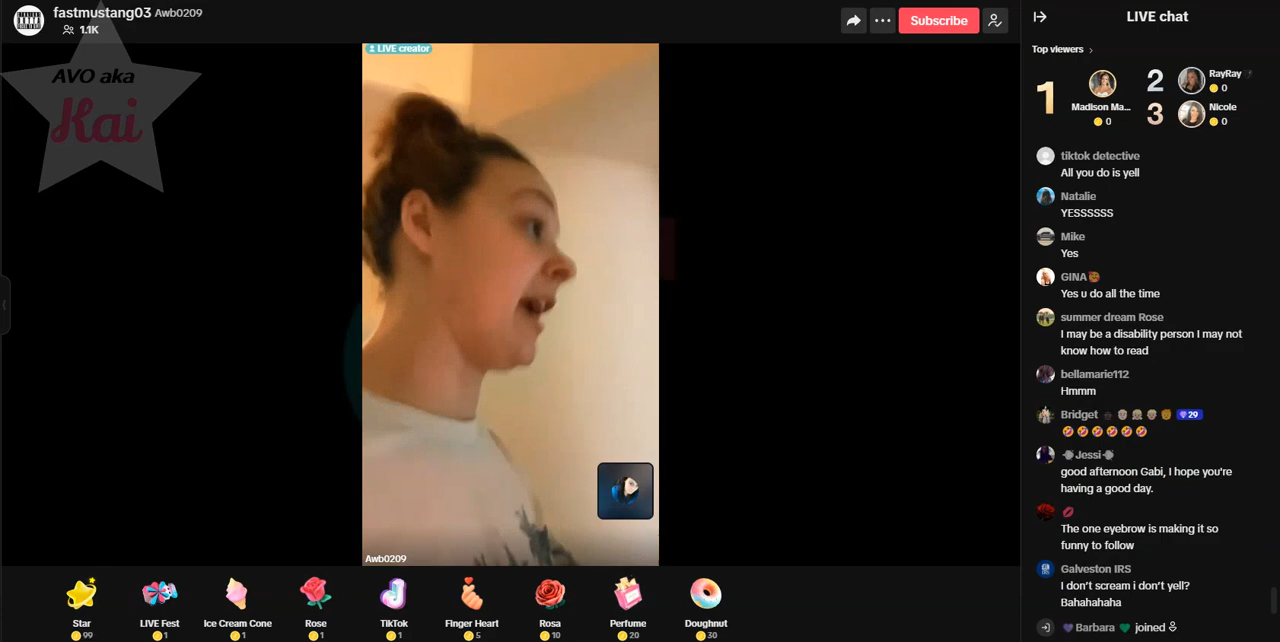 fastmustang03 Awb0209
1.1K
Subscribe
LIVE chat
AVO aka
Kai
LIVE creator
Awb0209
Top viewers
1
Madison Ma...
0
2
RayRay
0
3
Nicole
0
tiktok detective
All you do is yell
Natalie
YESSSSSS
Mike
Yes
GINA
Yes u do all the time
summer dream Rose
I may be a disability person I may not
know how to read
bellamarie112
Hmmm
Bridget 29
Jessi
good afternoon Gabi, I hope you're
having a good day.
The one eyebrow is making it so
funny to follow
Galveston IRS
I don't scream i don't yell?
Bahahahaha
Barbara joined
Star
99
LIVE Fest
1
Ice Cream Cone
1
Rose
1
TikTok
1
Finger Heart
5
Rosa
10
Perfume
20
Doughnut
30